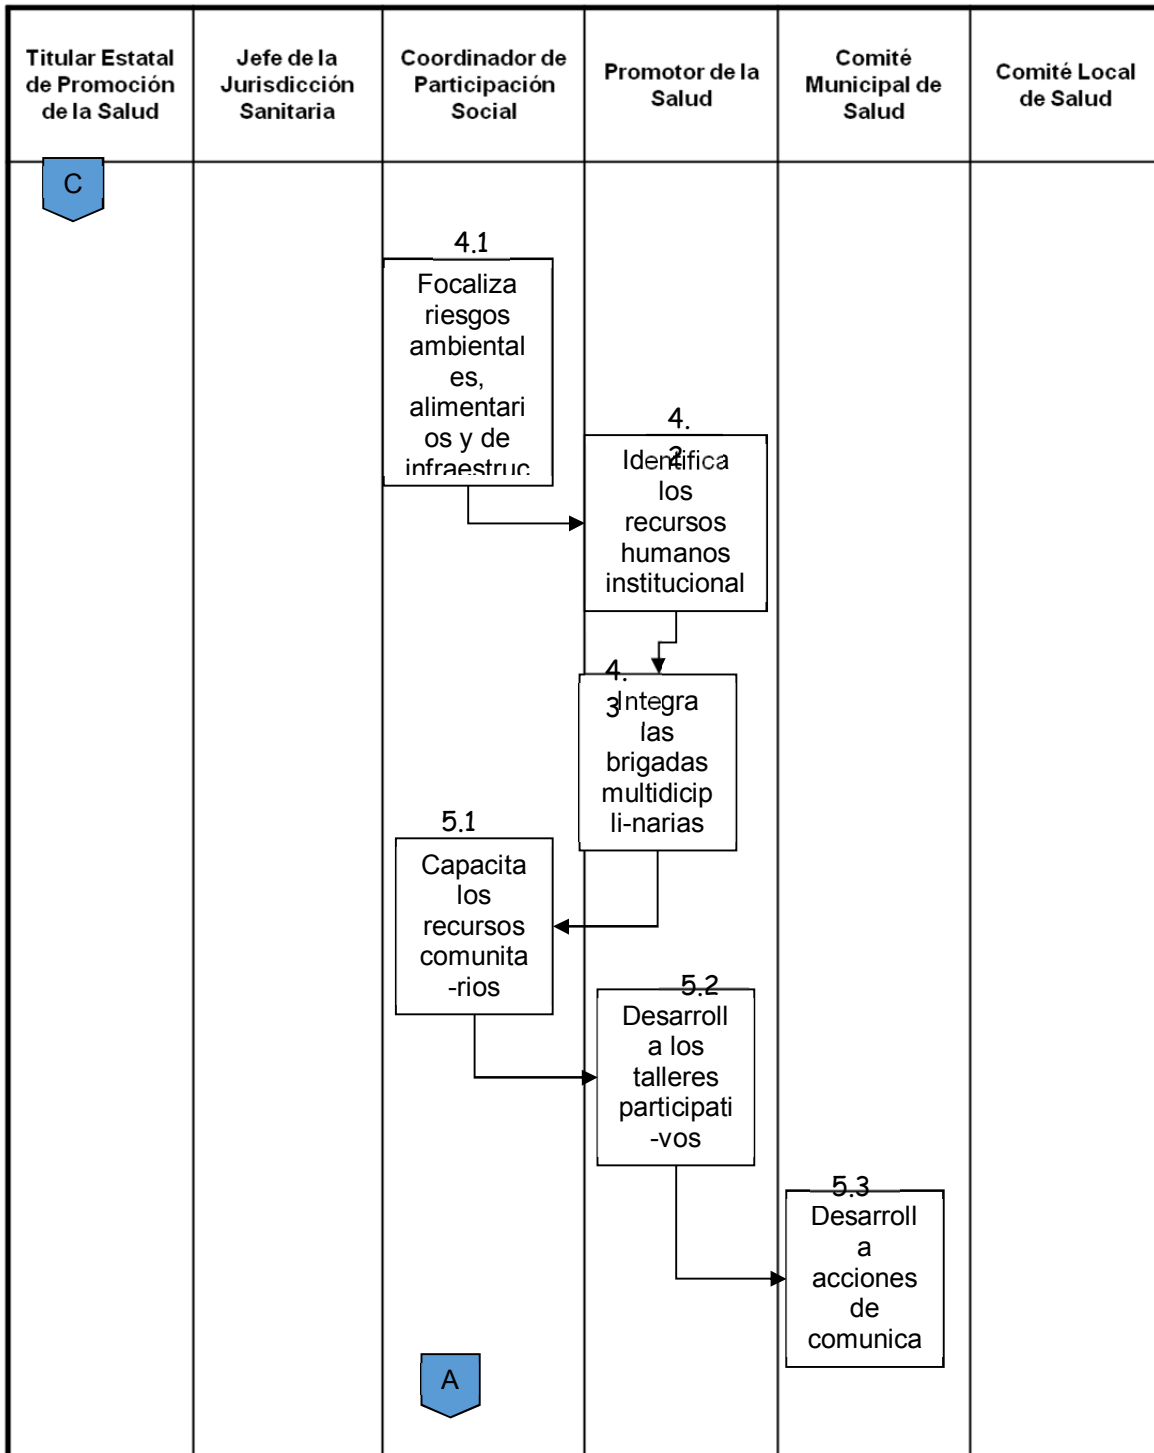 Titular Estatal
de Promoción
de la Salud
Jefe de la
Jurisdicción
Sanitaria
Coordinador de
Participación
Social
Promotor de la
Salud
Comité
Municipal de
Salud
Comité Local
de Salud
C
4.1
Focaliza
riesgos
ambiental
es,
alimentari
os y de
infraestruc
4.
2
Identifica
los
recursos
humanos
institucional
4.
3
Integra
las
brigadas
multidicip
li-narias
5.1
Capacita
los
recursos
comunita
-rios
5.2
Desarroll
a los
talleres
participati
-vos
5.3
Desarroll
a
acciones
de
comunica
A